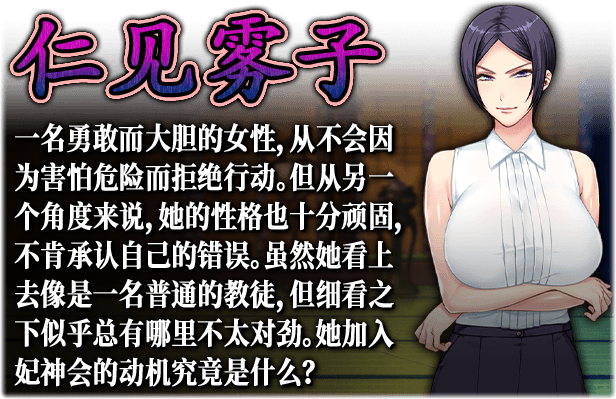 仁见雾子
一名勇敢而大胆的女性，从不会因
为害怕危险而拒绝行动。但从另一
个角度来说，她的性格也十分顽固，
不肯承认自己的错误。虽然她看上
去像是一名普通的教徒，但细看之
下似乎总有哪里不太对劲。她加入
妃神会的动机究竟是什么？